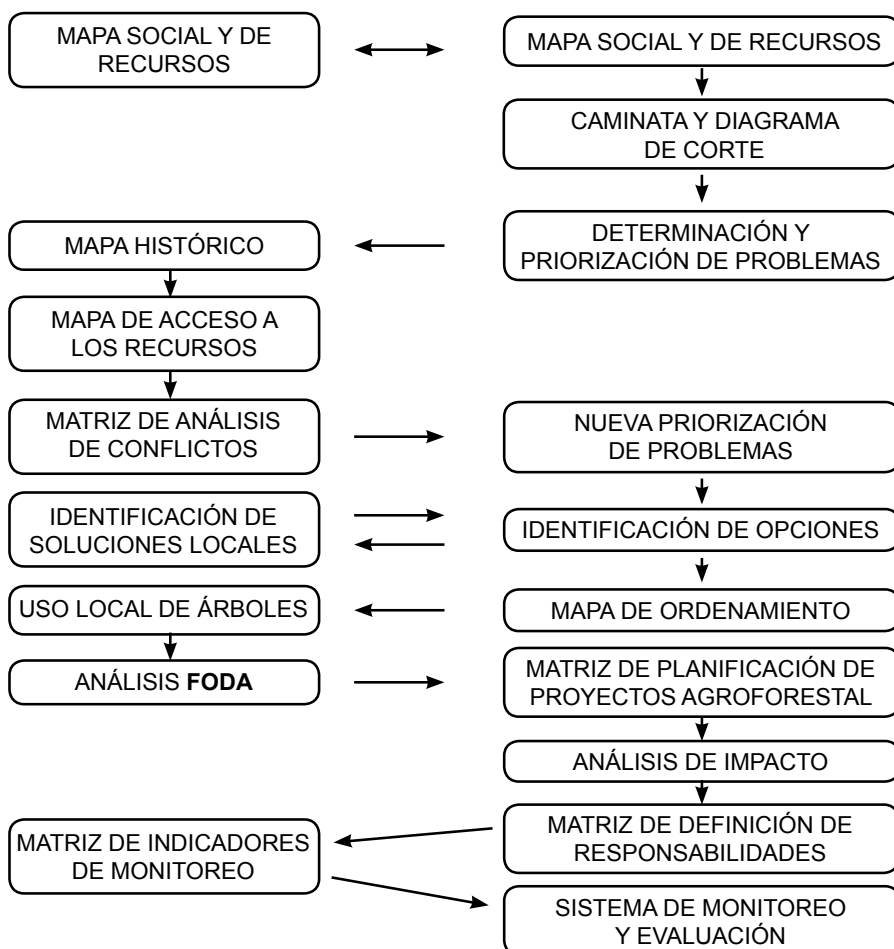 MAPA SOCIAL Y DE
RECURSOS
MAPA SOCIAL Y DE RECURSOS
CAMINATA Y DIAGRAMA
DE CORTE
DETERMINACIÓN Y
PRIORIZACIÓN DE PROBLEMAS
MAPA HISTÓRICO
MAPA DE ACCESO A
LOS RECURSOS
MATRIZ DE ANÁLISIS
DE CONFLICTOS
NUEVA PRIORIZACIÓN
DE PROBLEMAS
IDENTIFICACIÓN DE
SOLUCIONES LOCALES
IDENTIFICACIÓN DE OPCIONES
MAPA DE ORDENAMIENTO
USO LOCAL DE ÁRBOLES
ANÁLISIS FODA
MATRIZ DE PLANIFICACIÓN DE
PROYECTOS AGROFORESTAL
ANÁLISIS DE IMPACTO
MATRIZ DE DEFINICIÓN DE
RESPONSABILIDADES
MATRIZ DE INDICADORES
DE MONITOREO
SISTEMA DE MONITOREO
Y EVALUACIÓN